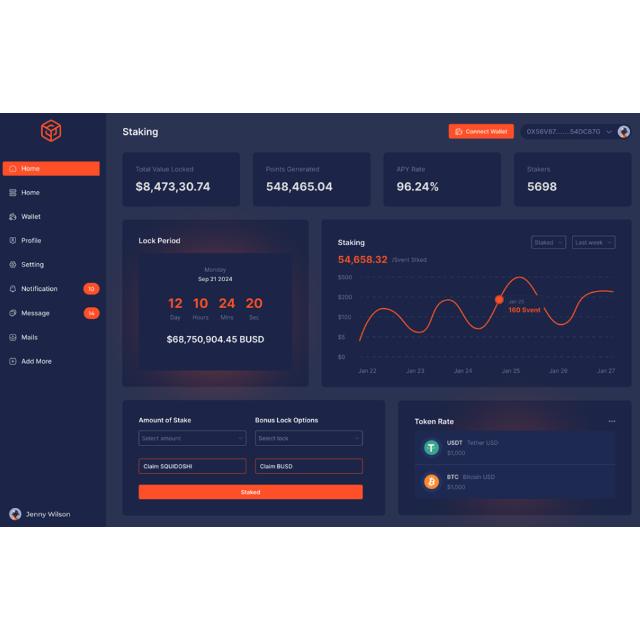 Staking
Connect Wallet
0X56V87.......54DC87G
Home
Home
Wallet
Profile
Setting
Notification 10
Message 14
Mails
Add More
Jenny Wilson
Total Value Locked
$8,473,30.74
Points Generated
548,465.04
APY Rate
96.24%
Stakers
5698
Lock Period
Monday
Sep 21 2024
12 10 24 20
Day Hours Mins Sec
$68,750,904.45 BUSD
Staking
Staked
Last week
54,658.32 /Svent Stked
$500
$200
$100
$5
$0
Jan 25
160 Svent
Jan 22 Jan 23 Jan 24 Jan 25 Jan 26 Jan 27
Amount of Stake
Select amount
Bonus Lock Options
Select lock
Claim SQUIDOSHI
Claim BUSD
Staked
Token Rate
USDT Tether USD
$1,000
BTC Bitcoin USD
$1,000